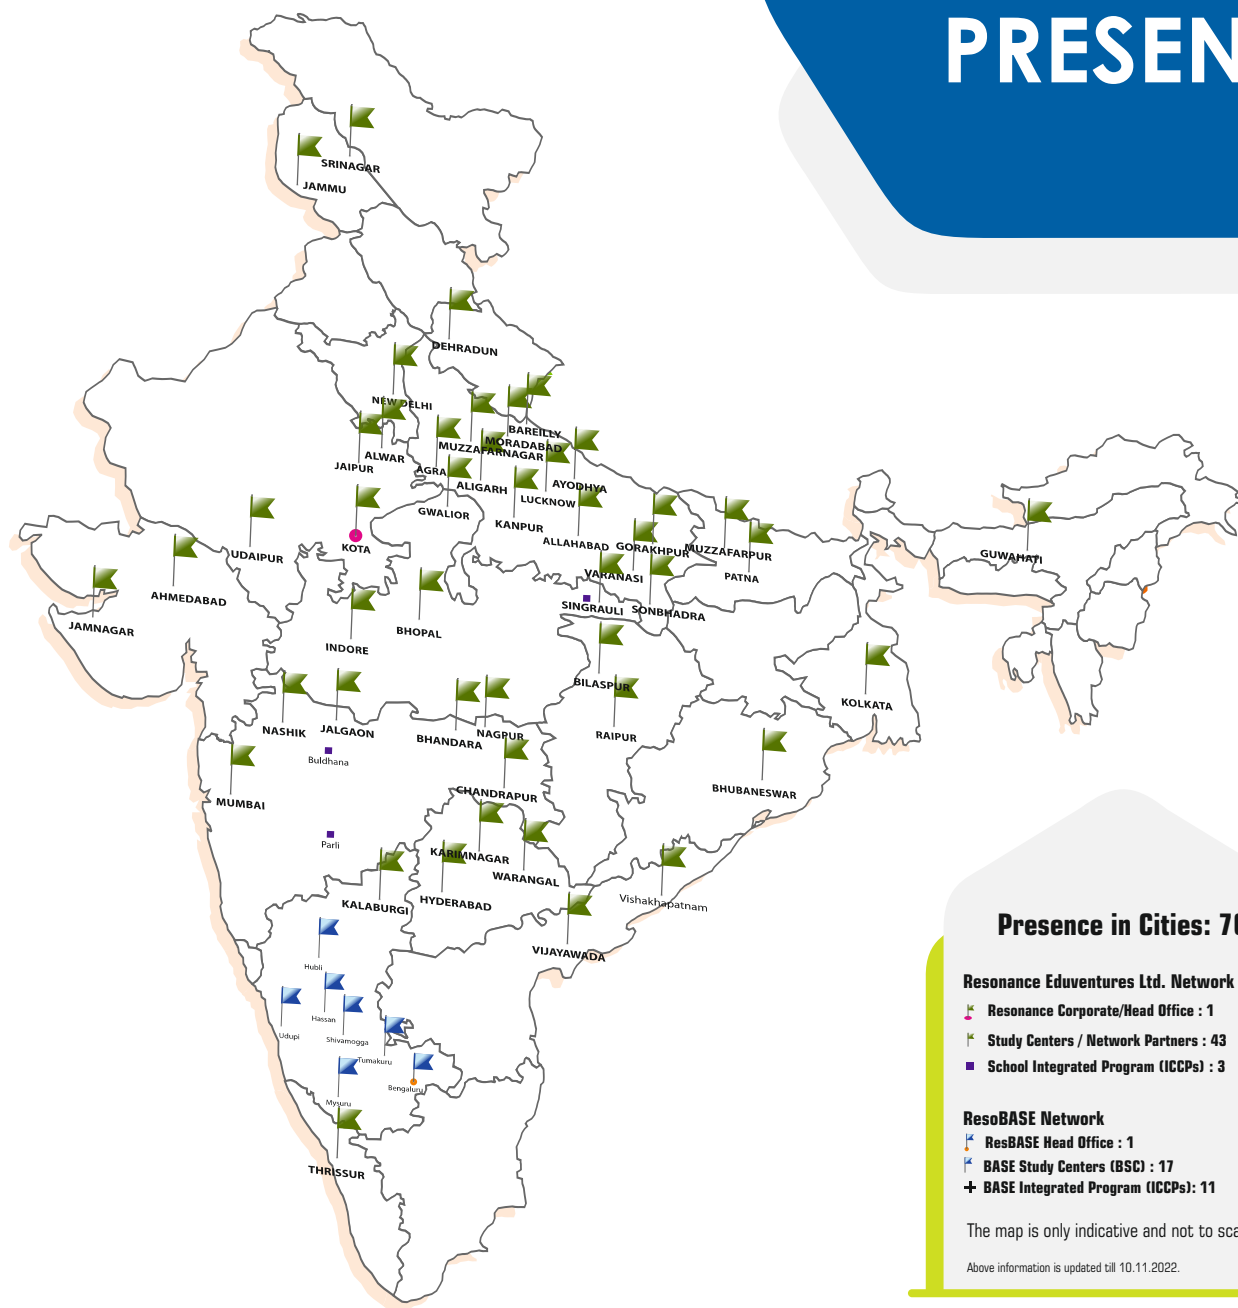 PRESEN
SRINAGAR
JAMMU
DEHRADUN
NEW DELHI
BAREILLY
MORADABAD
MUZZAFARNAGAR
ALWAR
JAIPUR
AGRA
ALIGARH
AYODHYA
LUCKNOW
GWALIOR
KANPUR
ALLAHABAD
GORAKHPUR
MUZZAFARPUR
KOTA
UDAIPUR
GUWAHATI
VARANASI
PATNA
AHMEDABAD
SINGRAULI
SONBHADRA
JAMNAGAR
BHOPAL
INDORE
BILASPUR
KOLKATA
NASHIK
JALGAON
BHANDARA
NAGPUR
RAIPUR
Buldhana
CHANDRAPUR
BHUBANESWAR
MUMBAI
Parli
KARIMNAGAR
WARANGAL
KALABURGI
HYDERABAD
Vishakhapatnam
VIJAYAWADA
Hubli
Hassan
Udupi
Shivamogga
Tumakuru
Bengaluru
Mysuru
THRISSUR
Presence in Cities:
Resonance Eduventures Ltd. Network
Resonance Corporate/Head Office : 1
Study Centers / Network Partners : 43
School Integrated Program (ICCPs) : 3
ResoBASE Network
ResBASE Head Office : 1
BASE Study Centers (BSC) : 17
BASE Integrated Program (ICCPs): 11
The map is only indicative and not to sca
Above information is updated till 10.11.2022.